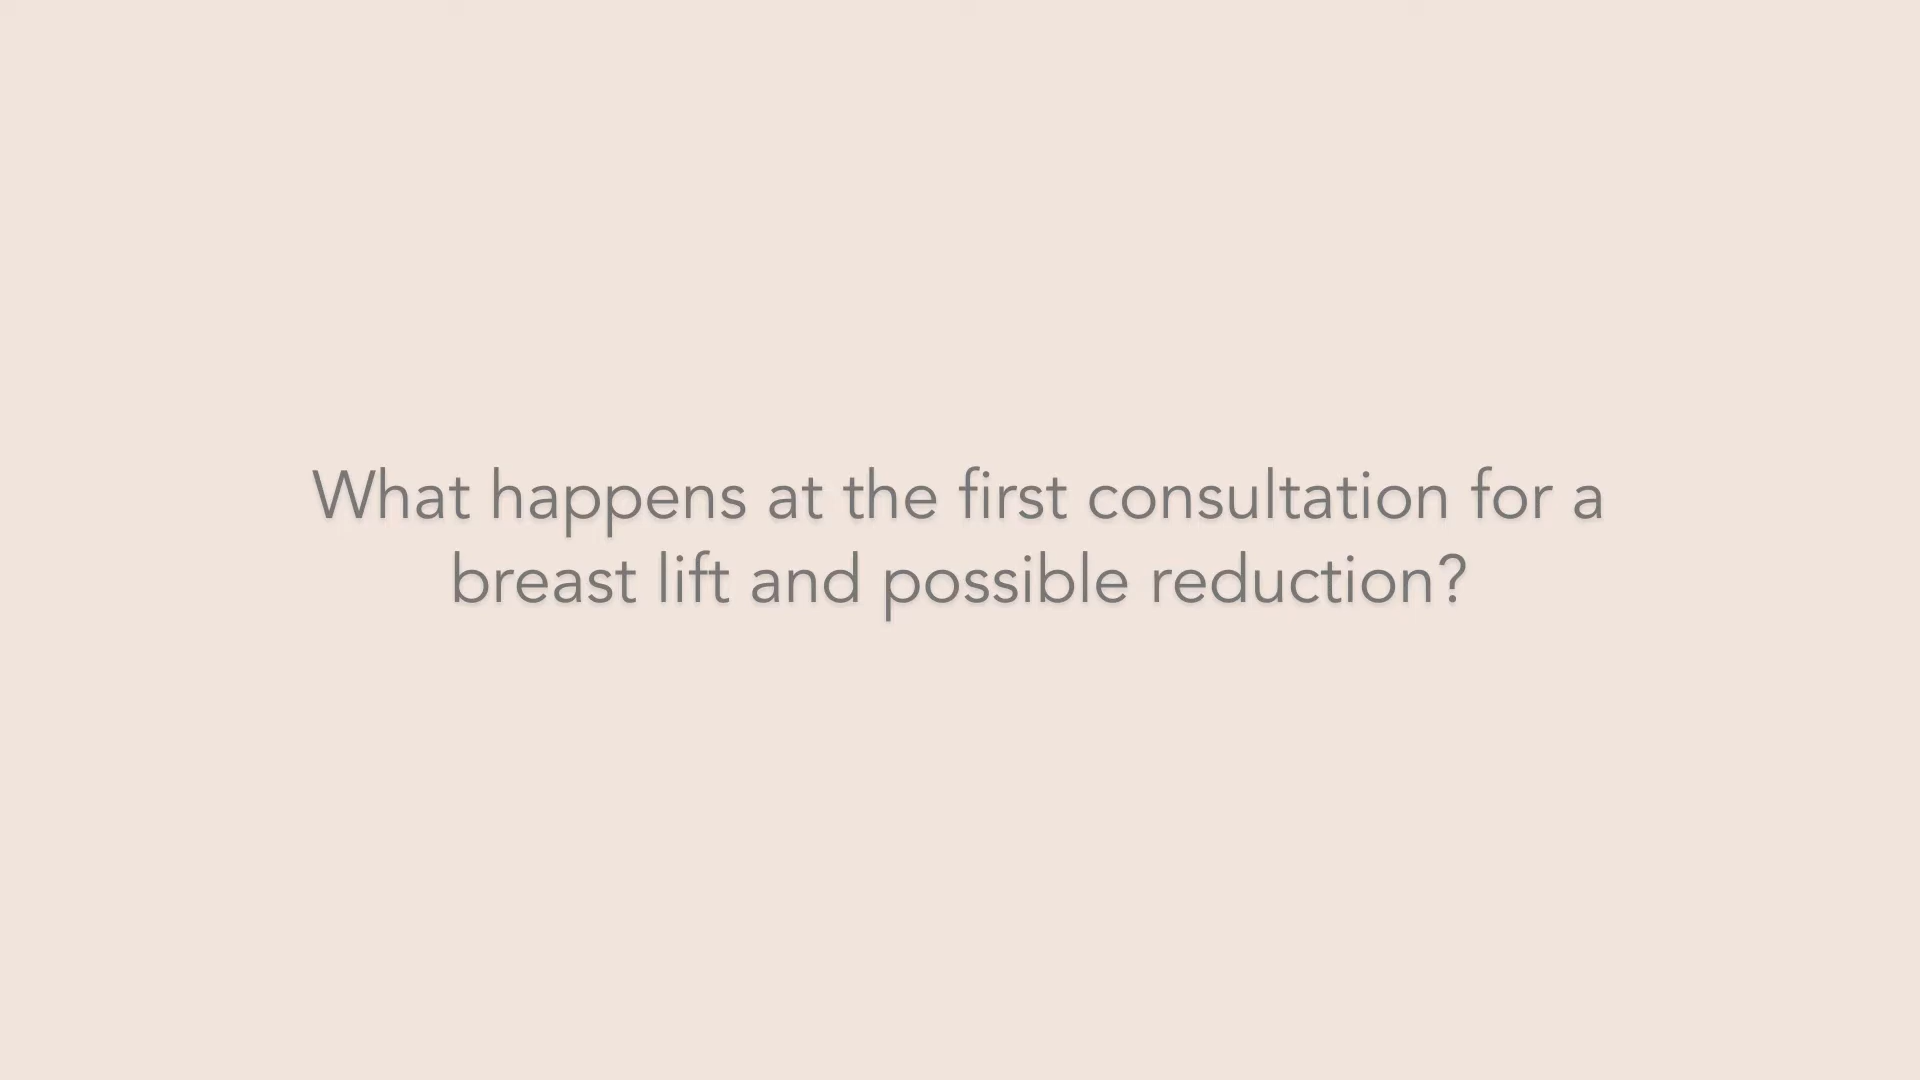 What happens at the first consultation for a
breast lift and possible reduction?